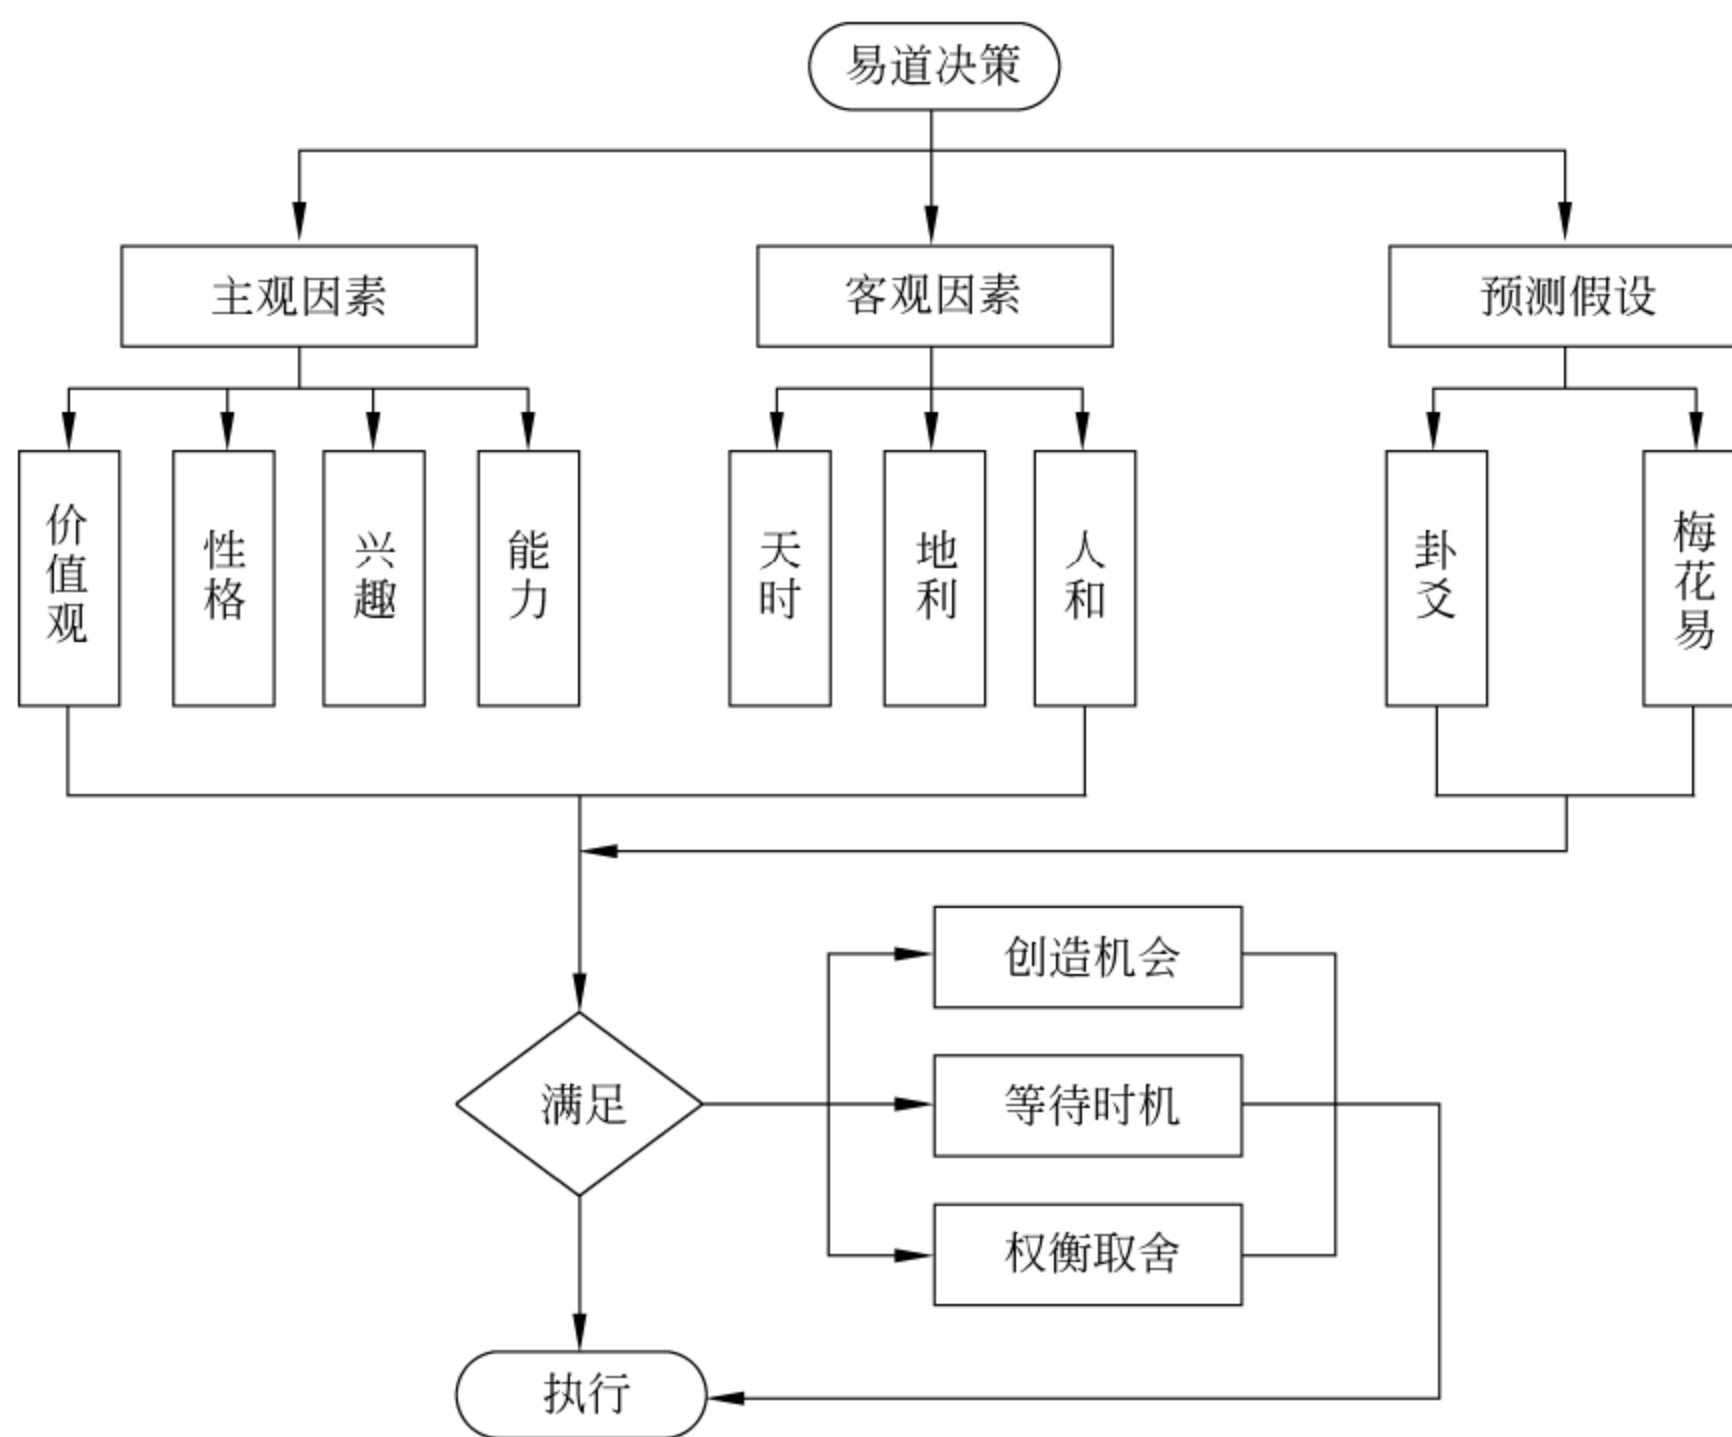 易道决策
主观因素
客观因素
预测假设
价值观
性格
兴趣
能力
天时
地利
人和
卦爻
梅花易
创造机会
满足
等待时机
权衡取舍
执行